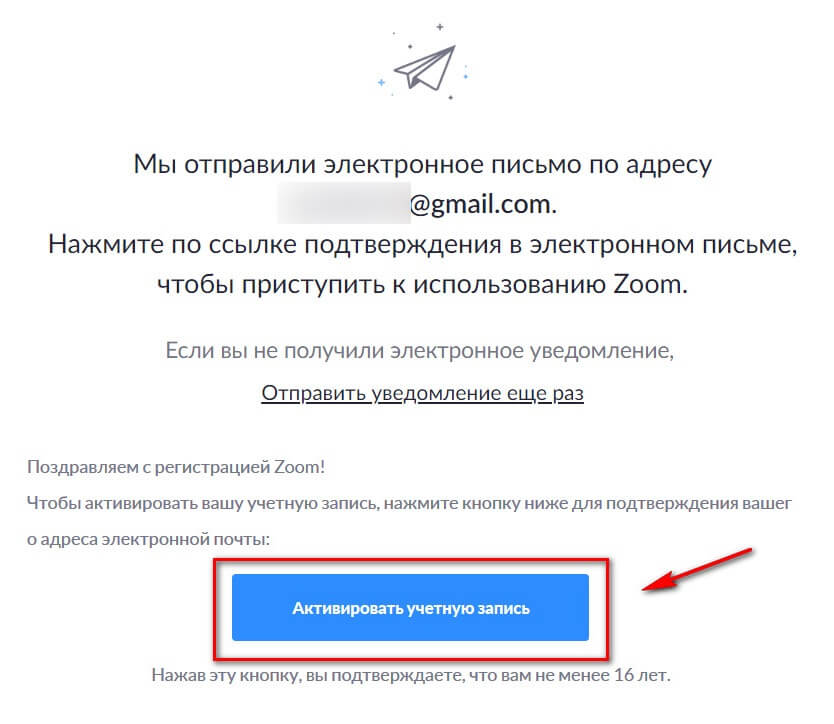 Мы отправили электронное письмо по адресу
@gmail.com.
Нажмите по ссылке подтверждения в электронном письме,
чтобы приступить к использованию Zoom.
Если вы не получили электронное уведомление,
Отправить уведомление еще раз
Поздравляем с регистрацией Zoom!
Чтобы активировать вашу учетную запись, нажмите кнопку ниже для подтверждения вашег
о адреса электронной почты:
Активировать учетную запись
Нажав эту кнопку, вы подтверждаете, что вам не менее 16 лет.